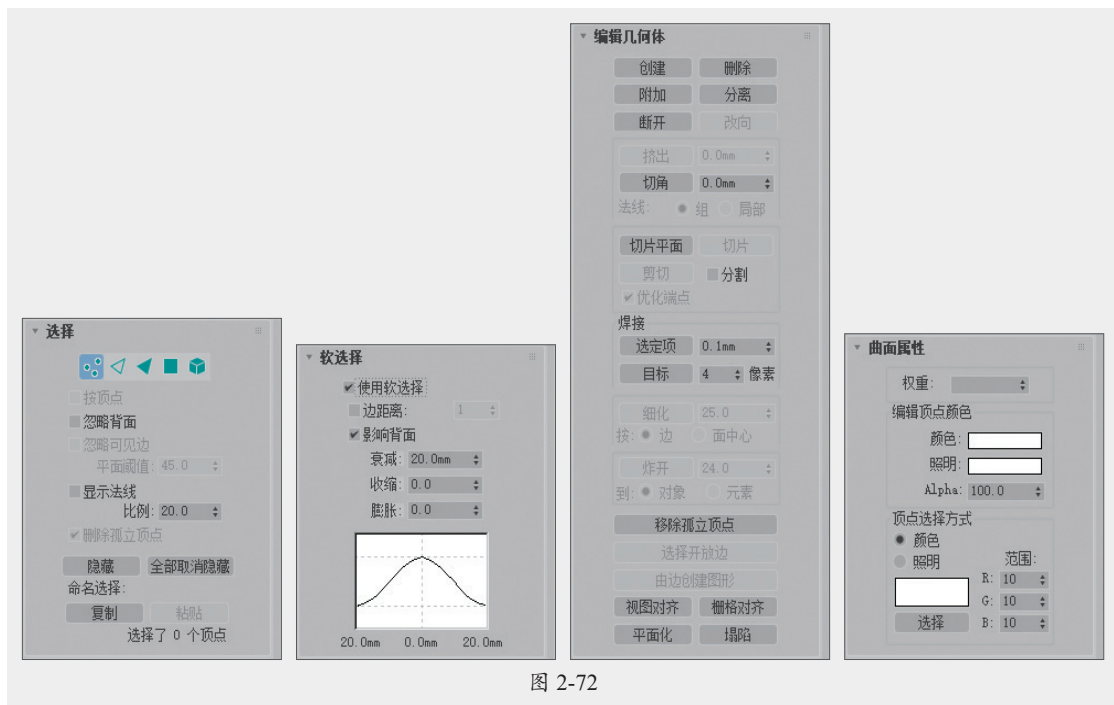 选择
按顶点
忽略背面
忽略可见边
平面阈值: 45.0
显示法线
比例: 20.0
删除孤立顶点
隐藏 全部取消隐藏
命名选择:
复制 粘贴
选择了 0 个顶点
软选择
使用软选择
边距离: 1
影响背面
衰减: 20.0mm
收缩: 0.0
膨胀: 0.0
20.0mm 0.0mm 20.0mm
编辑几何体
创建 删除
附加 分离
断开 改向
挤出 0.0mm
切角 0.0mm
法线: 组 局部
切片平面 切片
剪切 分割
优化端点
焊接
选定项 0.1mm
目标 4 像素
细化 25.0
按: 边 面中心
炸开 24.0
到: 对象 元素
移除孤立顶点
选择开放边
由边创建图形
视图对齐 栅格对齐
平面化 塌陷
曲面属性
权重:
编辑顶点颜色
颜色:
照明:
Alpha: 100.0
顶点选择方式
颜色
照明 范围:
R: 10
G: 10
选择 B: 10
图 2-72